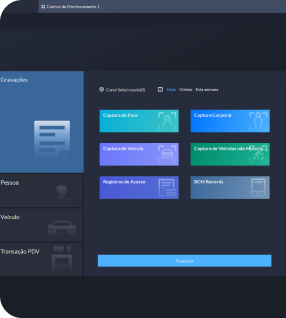 Central de Monitoramento 1
Gravações
Canal Selecionado(0) Hoje Ontem Esta semana
Captura de Face
Captura Corporal
Captura de Veículo
Captura de Veículos não Motoriz
Registros de Acesso
BCM Records
Pessoa
Veículo
Transação PDV
Pesquisar